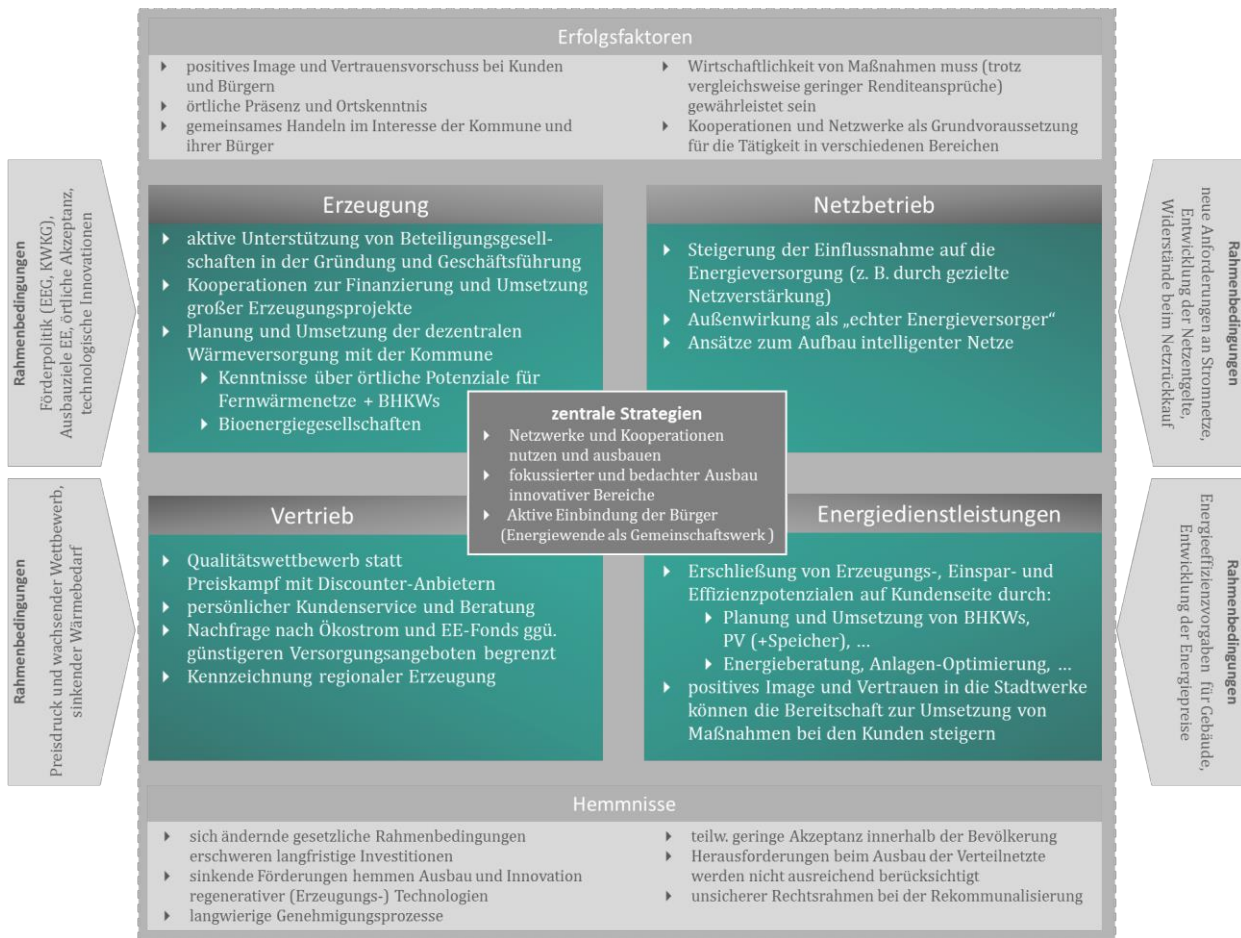 Erfolgsfaktoren
positives Image und Vertrauensvorschuss bei Kunden
und Bürgern
örtliche Präsenz und Ortskenntnis
gemeinsames Handeln im Interesse der Kommune und
ihrer Bürger
Wirtschaftlichkeit von Maßnahmen muss (trotz
vergleichsweise geringer Renditeansprüche)
gewährleistet sein
Kooperationen und Netzwerke als Grundvoraussetzung
für die Tätigkeit in verschiedenen Bereichen
Rahmenbedingungen
Förderpolitik (EEG, KWKG),
Ausbauziele EE, örtliche Akzeptanz,
technologische Innovationen
Erzeugung
aktive Unterstützung von Beteiligungsgesell-
schaften in der Gründung und Geschäftsführung
Kooperationen zur Finanzierung und Umsetzung
großer Erzeugungsprojekte
Planung und Umsetzung der dezentralen
Wärmeversorgung mit der Kommune
Kenntnisse über örtliche Potenziale für
Fernwärmenetze + BHKWs
Bioenergiegesellschaften
Netzbetrieb
Steigerung der Einflussnahme auf die
Energieversorgung (z. B. durch gezielte
Netzverstärkung)
Außenwirkung als „echter Energieversorger“
Ansätze zum Aufbau intelligenter Netze
Rahmenbedingungen
neue Anforderungen an Stromnetze,
Entwicklung der Netzentgelte,
Widerstände beim Netzrückkauf
zentrale Strategien
Netzwerke und Kooperationen
nutzen und ausbauen
fokussierter und bedachter Ausbau
innovativer Bereiche
Aktive Einbindung der Bürger
(Energiewende als Gemeinschaftswerk )
Rahmenbedingungen
Preisdruck und wachsender Wettbewerb,
sinkender Wärmebedarf
Vertrieb
Qualitätswettbewerb statt
Preiskampf mit Discounter-Anbietern
persönlicher Kundenservice und Beratung
Nachfrage nach Ökostrom und EE-Fonds ggü.
günstigeren Versorgungsangeboten begrenzt
Kennzeichnung regionaler Erzeugung
Energiedienstleistungen
Erschließung von Erzeugungs-, Einspar- und
Effizienzpotenzialen auf Kundenseite durch:
Planung und Umsetzung von BHKWs,
PV (+Speicher), ...
Energieberatung, Anlagen-Optimierung, ...
positives Image und Vertrauen in die Stadtwerke
können die Bereitschaft zur Umsetzung von
Maßnahmen bei den Kunden steigern
Rahmenbedingungen
Energieeffizienzvorgaben für Gebäude,
Entwicklung der Energiepreise
Hemmnisse
sich ändernde gesetzliche Rahmenbedingungen
erschweren langfristige Investitionen
sinkende Förderungen hemmen Ausbau und Innovation
regenerativer (Erzeugungs-) Technologien
langwierige Genehmigungsprozesse
teilw. geringe Akzeptanz innerhalb der Bevölkerung
Herausforderungen beim Ausbau der Verteilnetzte
werden nicht ausreichend berücksichtigt
unsicherer Rechtsrahmen bei der Rekommunalisierung